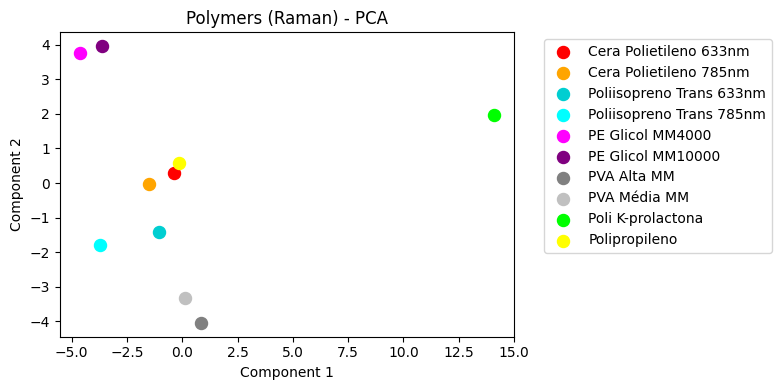 Polymers (Raman) - PCA
Component 2
4
3
2
1
0
−1
−2
−3
−4
−5.0 −2.5 0.0 2.5 5.0 7.5 10.0 12.5 15.0
Component 1
Cera Polietileno 633nm
Cera Polietileno 785nm
Poliisopreno Trans 633nm
Poliisopreno Trans 785nm
PE Glicol MM4000
PE Glicol MM10000
PVA Alta MM
PVA Média MM
Poli K-prolactona
Polipropileno